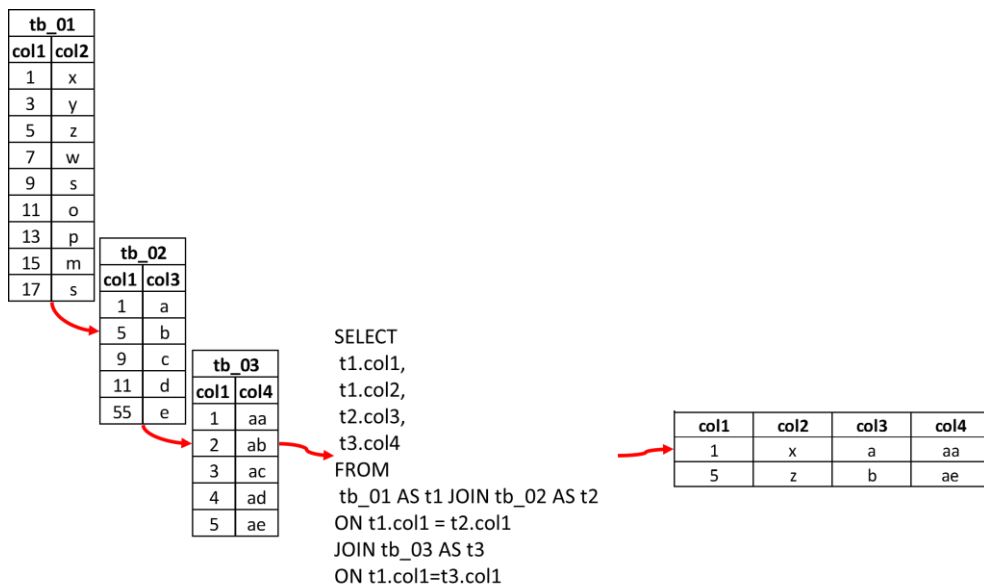 tb_01
col1 col2
1 x
3 y
5 z
7 w
9 s
11 o
13 p
15 m
17 s
tb_02
col1 col3
1 a
5 b
9 c
11 d
55 e
tb_03
col1 col4
1 aa
2 ab
3 ac
4 ad
5 ae
SELECT
t1.col1,
t1.col2,
t2.col3,
t3.col4
FROM
tb_01 AS t1 JOIN tb_02 AS t2
ON t1.col1 = t2.col1
JOIN tb_03 AS t3
ON t1.col1=t3.col1
col1 col2 col3 col4
1 x a aa
5 z b ae